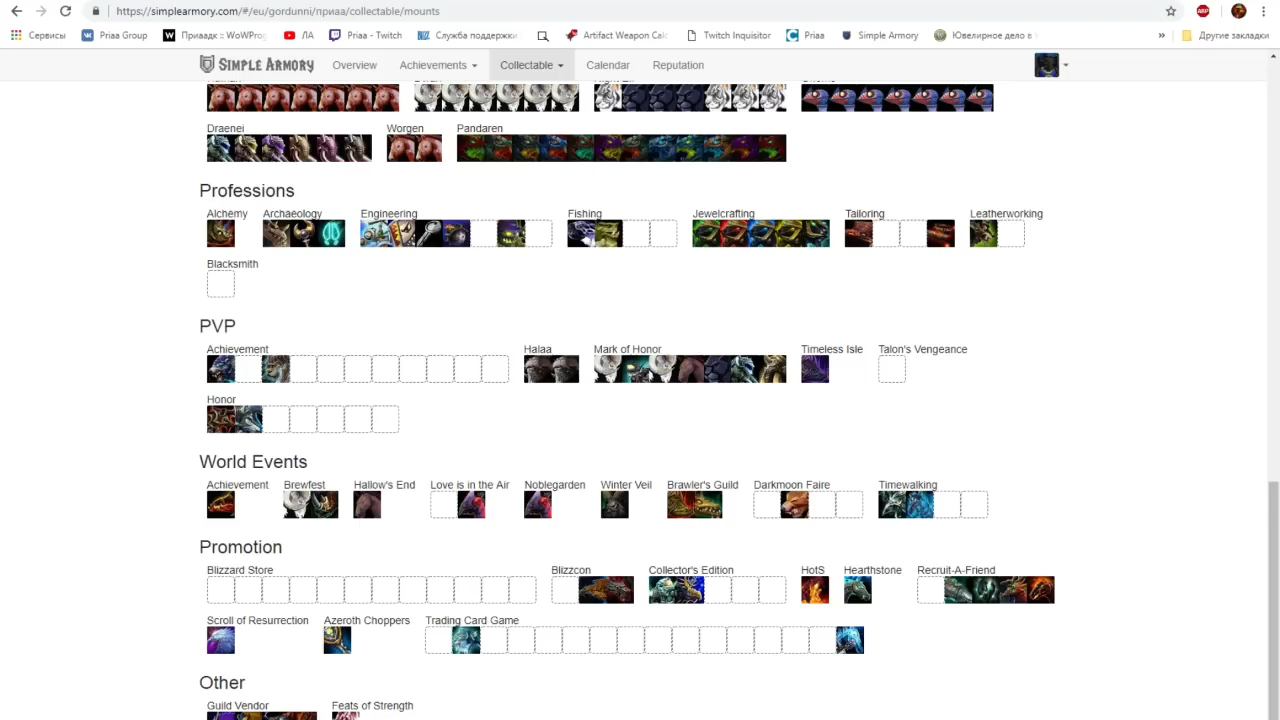 https://simplearmory.com/#/eu/gordunni/приаа/collectable/mounts
ABP
Сервисы Priaa Group Приаадк :: WoWProg ЛА Priaa - Twitch Служба поддержки Artifact Weapon Calc Twitch Inquisitor Priaa Simple Armory Ювелирное дело в » Другие закладки
SIMPLE ARMORY Overview Achievements Collectable Calendar Reputation
Draenei Worgen Pandaren
Professions
Alchemy Archaeology Engineering Fishing Jewelcrafting Tailoring Leatherworking
Blacksmith
PVP
Achievement Halaa Mark of Honor Timeless Isle Talon's Vengeance
Honor
World Events
Achievement Brewfest Hallow's End Love is in the Air Noblegarden Winter Veil Brawler's Guild Darkmoon Faire Timewalking
Promotion
Blizzard Store Blizzcon Collector's Edition HotS Hearthstone Recruit-A-Friend
Scroll of Resurrection Azeroth Choppers Trading Card Game
Other
Guild Vendor Feats of Strength